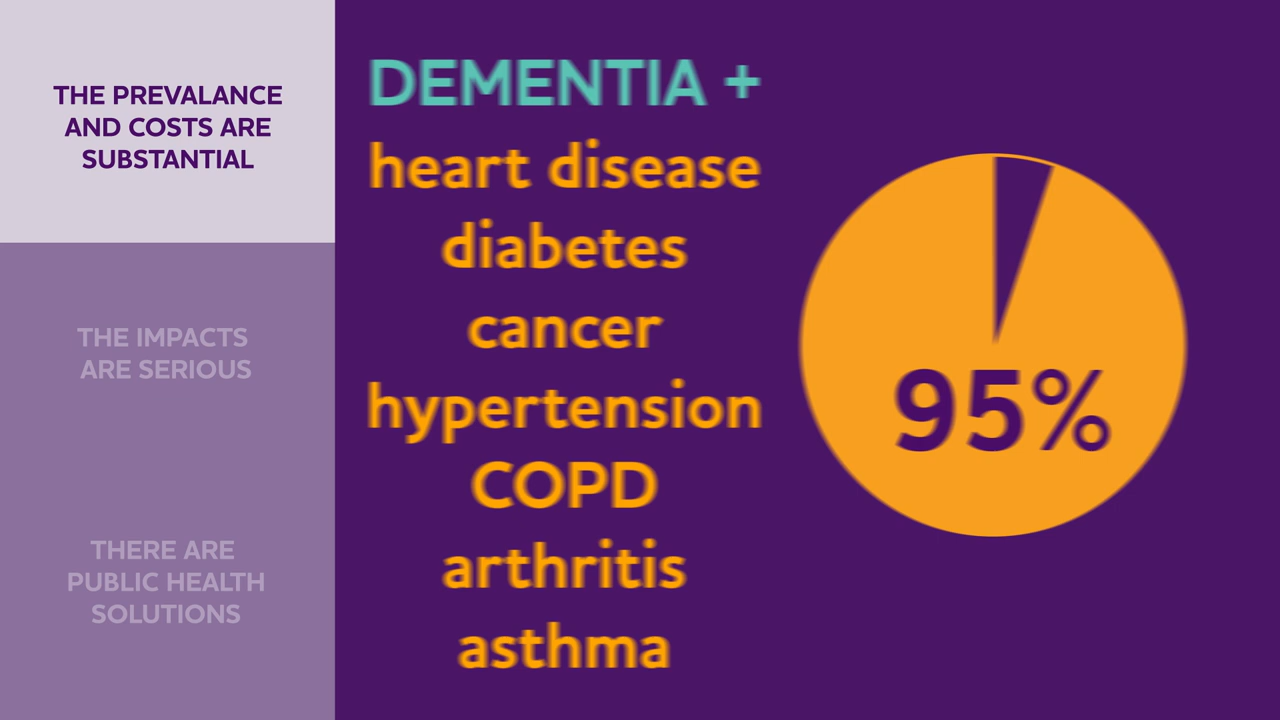 THE PREVALANCE
AND COSTS ARE
SUBSTANTIAL
THE IMPACTS
ARE SERIOUS
THERE ARE
PUBLIC HEALTH
SOLUTIONS
DEMENTIA +
heart disease
diabetes
cancer
hypertension
COPD
arthritis
asthma
95%